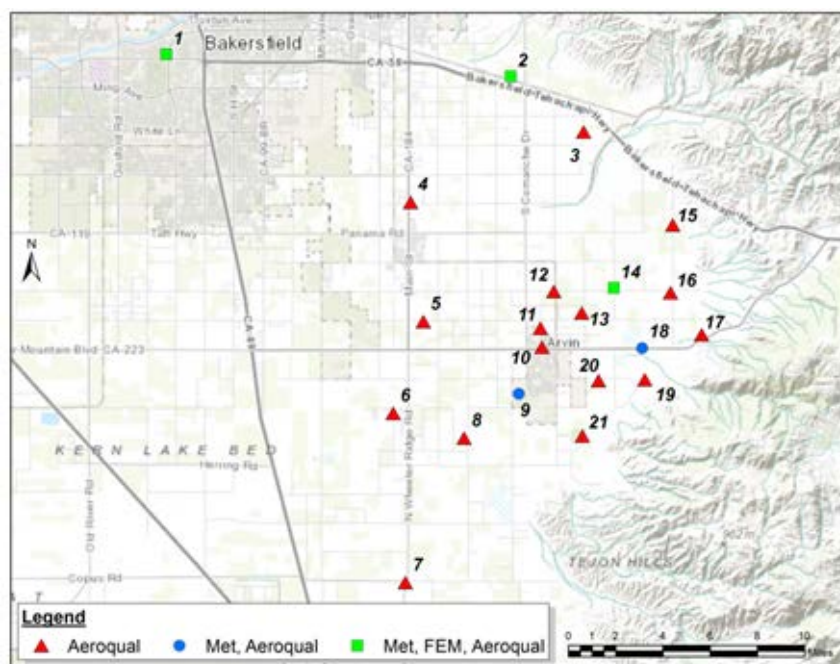 957 m
1
2
Bakersfield
CA-58
Bakersfield-Tehachapi-Hwy
Ming Ave
White Ln
CA-99-BR
S Comanche Dr
3
Bakersfield-Tehachapi-Hwy
CA-184
4
15
CA-119
Taft Hwy
Panama Rd
N
Main St
14
12
16
13
5
11
18
17
Mountain Blvd CA-223
10
Arvin
20
6
9
19
8
21
KERN LAKE BED
Herring Rd
Old River Rd
N Wheeler Ridge Rd
TEJON HILLS
7
Copus Rd
Legend
Aeroqual
Met, Aeroqual
Met, FEM, Aeroqual
0 1 2 4 6 8 10
Miles